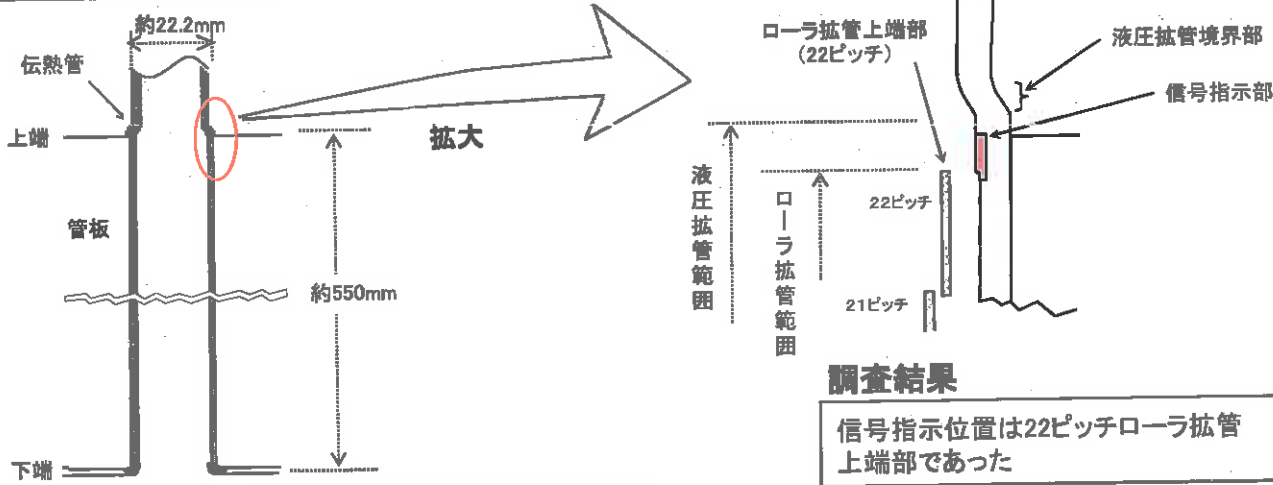 約22.2mm
伝熱管
上端
管板
約550mm
下端
拡大
ローラ拡管上端部
(22ピッチ)
液圧拡管境界部
信号指示部
液圧拡管範囲
ローラ拡管範囲
22ピッチ
21ピッチ
調査結果
信号指示位置は22ピッチローラ拡管
上端部であった